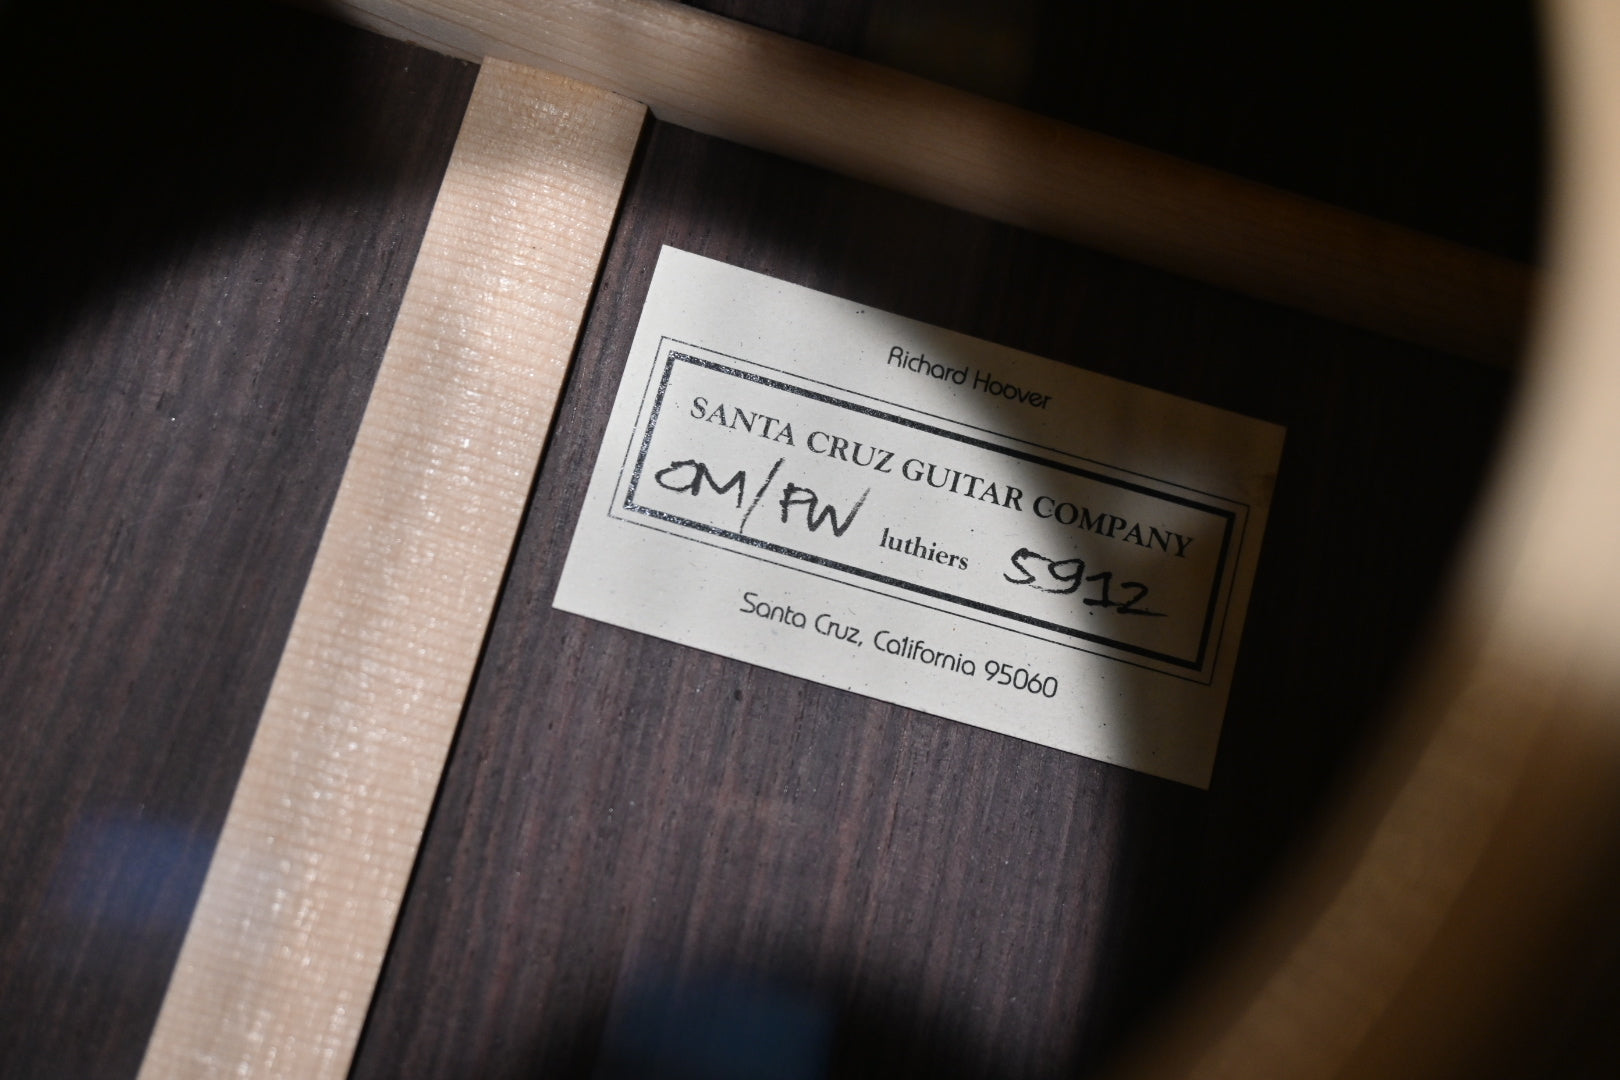 Richard Hoover
SANTA CRUZ GUITAR COMPANY
OM/PW luthiers 5912
Santa Cruz, California 95060